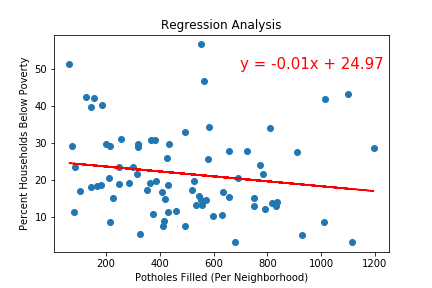 Regression Analysis
y = -0.01x + 24.97
Percent Households Below Poverty
50
40
30
20
10
200
400
600
800
1000
1200
Potholes Filled (Per Neighborhood)